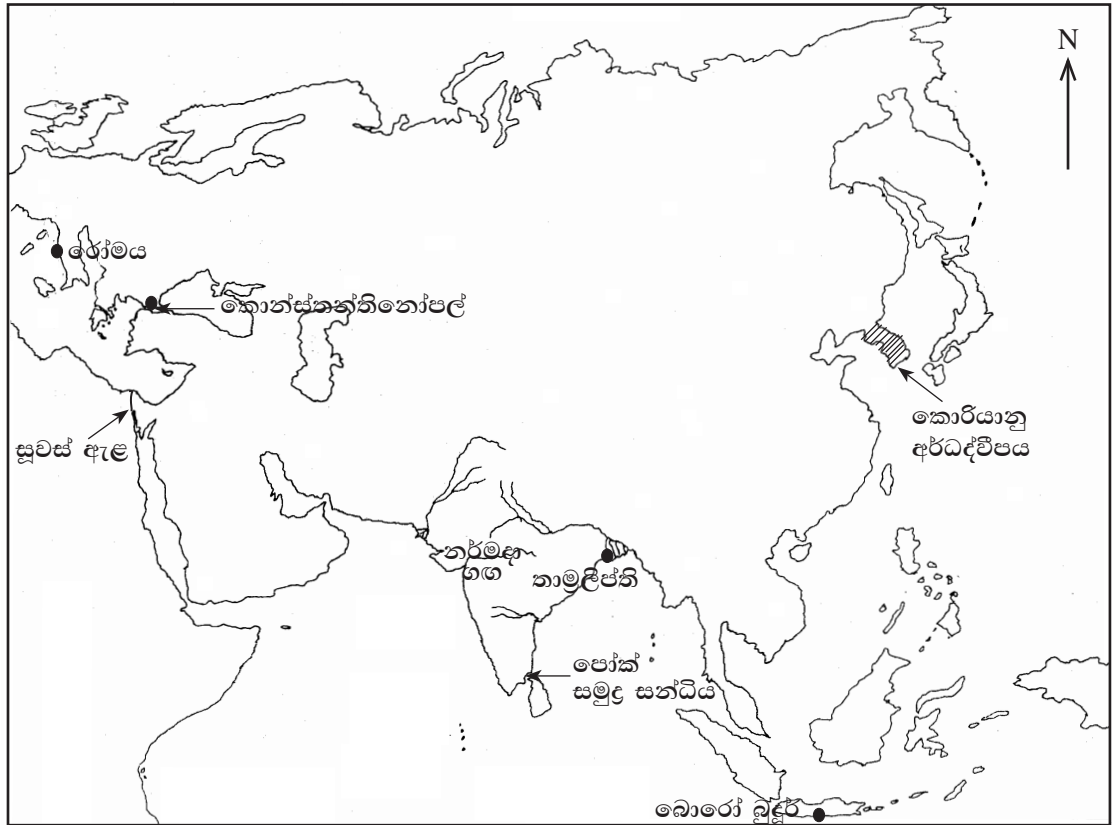 N
රෝමය
කොන්ස්තන්තිනෝපල්
කොරියානු
අර්ධද්වීපය
සූවස් ඇළ
නර්මදා
ගඟ
තාම්‍රලිප්ති
පෝක්
සමුද්‍ර සන්ධිය
බොරෝ බුදූර්